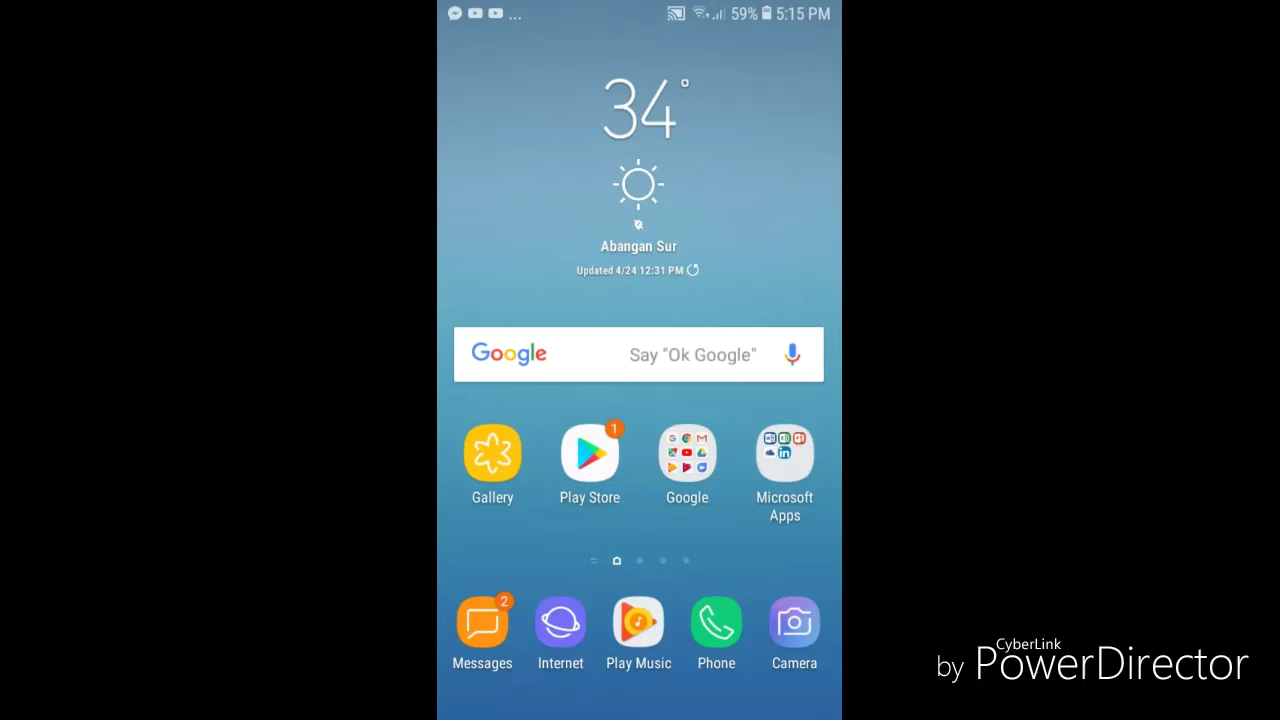 ... 59% 5:15 PM
34°
Abangan Sur
Updated 4/24 12:31 PM
Google Say "Ok Google"
1
Gallery Play Store Google Microsoft Apps
2
Messages Internet Play Music Phone Camera
CyberLink
by PowerDirector